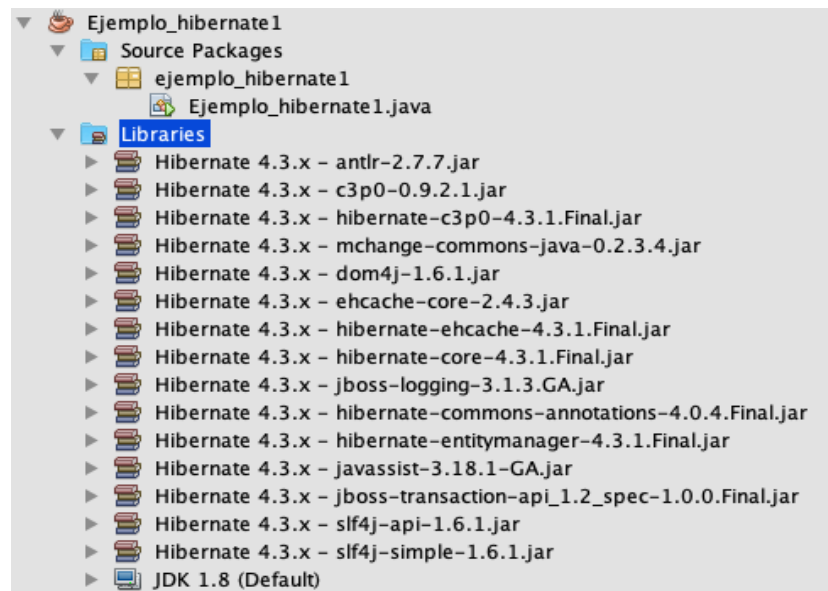 Ejemplo_hibernate1
Source Packages
ejemplo_hibernate1
Ejemplo_hibernate1.java
Libraries
Hibernate 4.3.x – antlr-2.7.7.jar
Hibernate 4.3.x – c3p0-0.9.2.1.jar
Hibernate 4.3.x – hibernate-c3p0-4.3.1.Final.jar
Hibernate 4.3.x – mchange-commons-java-0.2.3.4.jar
Hibernate 4.3.x – dom4j-1.6.1.jar
Hibernate 4.3.x – ehcache-core-2.4.3.jar
Hibernate 4.3.x – hibernate-ehcache-4.3.1.Final.jar
Hibernate 4.3.x – hibernate-core-4.3.1.Final.jar
Hibernate 4.3.x – jboss-logging-3.1.3.GA.jar
Hibernate 4.3.x – hibernate-commons-annotations-4.0.4.Final.jar
Hibernate 4.3.x – hibernate-entitymanager-4.3.1.Final.jar
Hibernate 4.3.x – javassist-3.18.1-GA.jar
Hibernate 4.3.x – jboss-transaction-api_1.2_spec-1.0.0.Final.jar
Hibernate 4.3.x – slf4j-api-1.6.1.jar
Hibernate 4.3.x – slf4j-simple-1.6.1.jar
JDK 1.8 (Default)